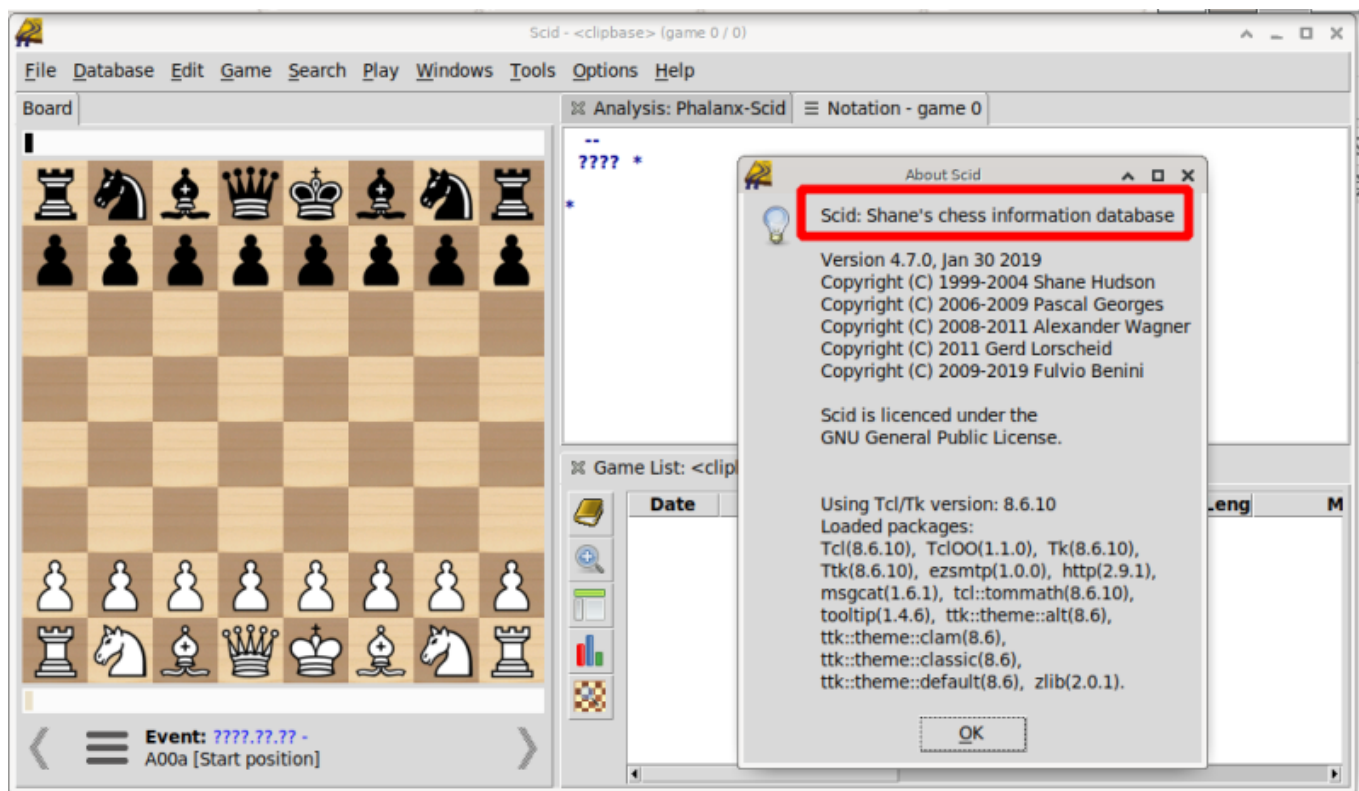 Scid - <clipbase> (game 0 / 0)
File Database Edit Game Search Play Windows Tools Options Help
Board
Analysis: Phalanx-Scid
Notation - game 0
--
???? *
*
About Scid
Scid: Shane's chess information database
Version 4.7.0, Jan 30 2019
Copyright (C) 1999-2004 Shane Hudson
Copyright (C) 2006-2009 Pascal Georges
Copyright (C) 2008-2011 Alexander Wagner
Copyright (C) 2011 Gerd Lorscheid
Copyright (C) 2009-2019 Fulvio Benini
Scid is licenced under the
GNU General Public License.
Using Tcl/Tk version: 8.6.10
Loaded packages:
Tcl(8.6.10), TclOO(1.1.0), Tk(8.6.10),
Ttk(8.6.10), ezsmtp(1.0.0), http(2.9.1),
msgcat(1.6.1), tcl::tommath(8.6.10),
tooltip(1.4.6), ttk::theme::alt(8.6),
ttk::theme::clam(8.6),
ttk::theme::classic(8.6),
ttk::theme::default(8.6), zlib(2.0.1).
OK
Game List: <clip
Date
Leng
M
Event: ????.??.?? -
A00a [Start position]